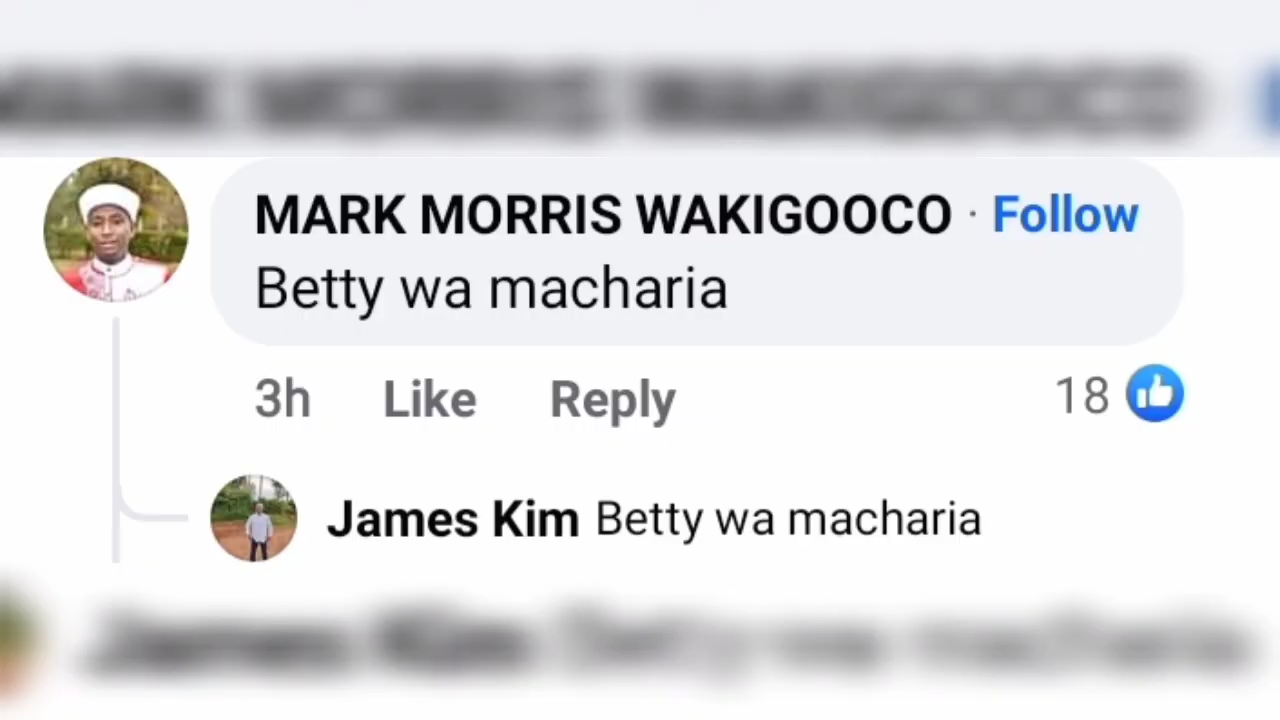 MARK MORRIS WAKIGOOCO · Follow
Betty wa macharia
3h Like Reply 18
James Kim Betty wa macharia